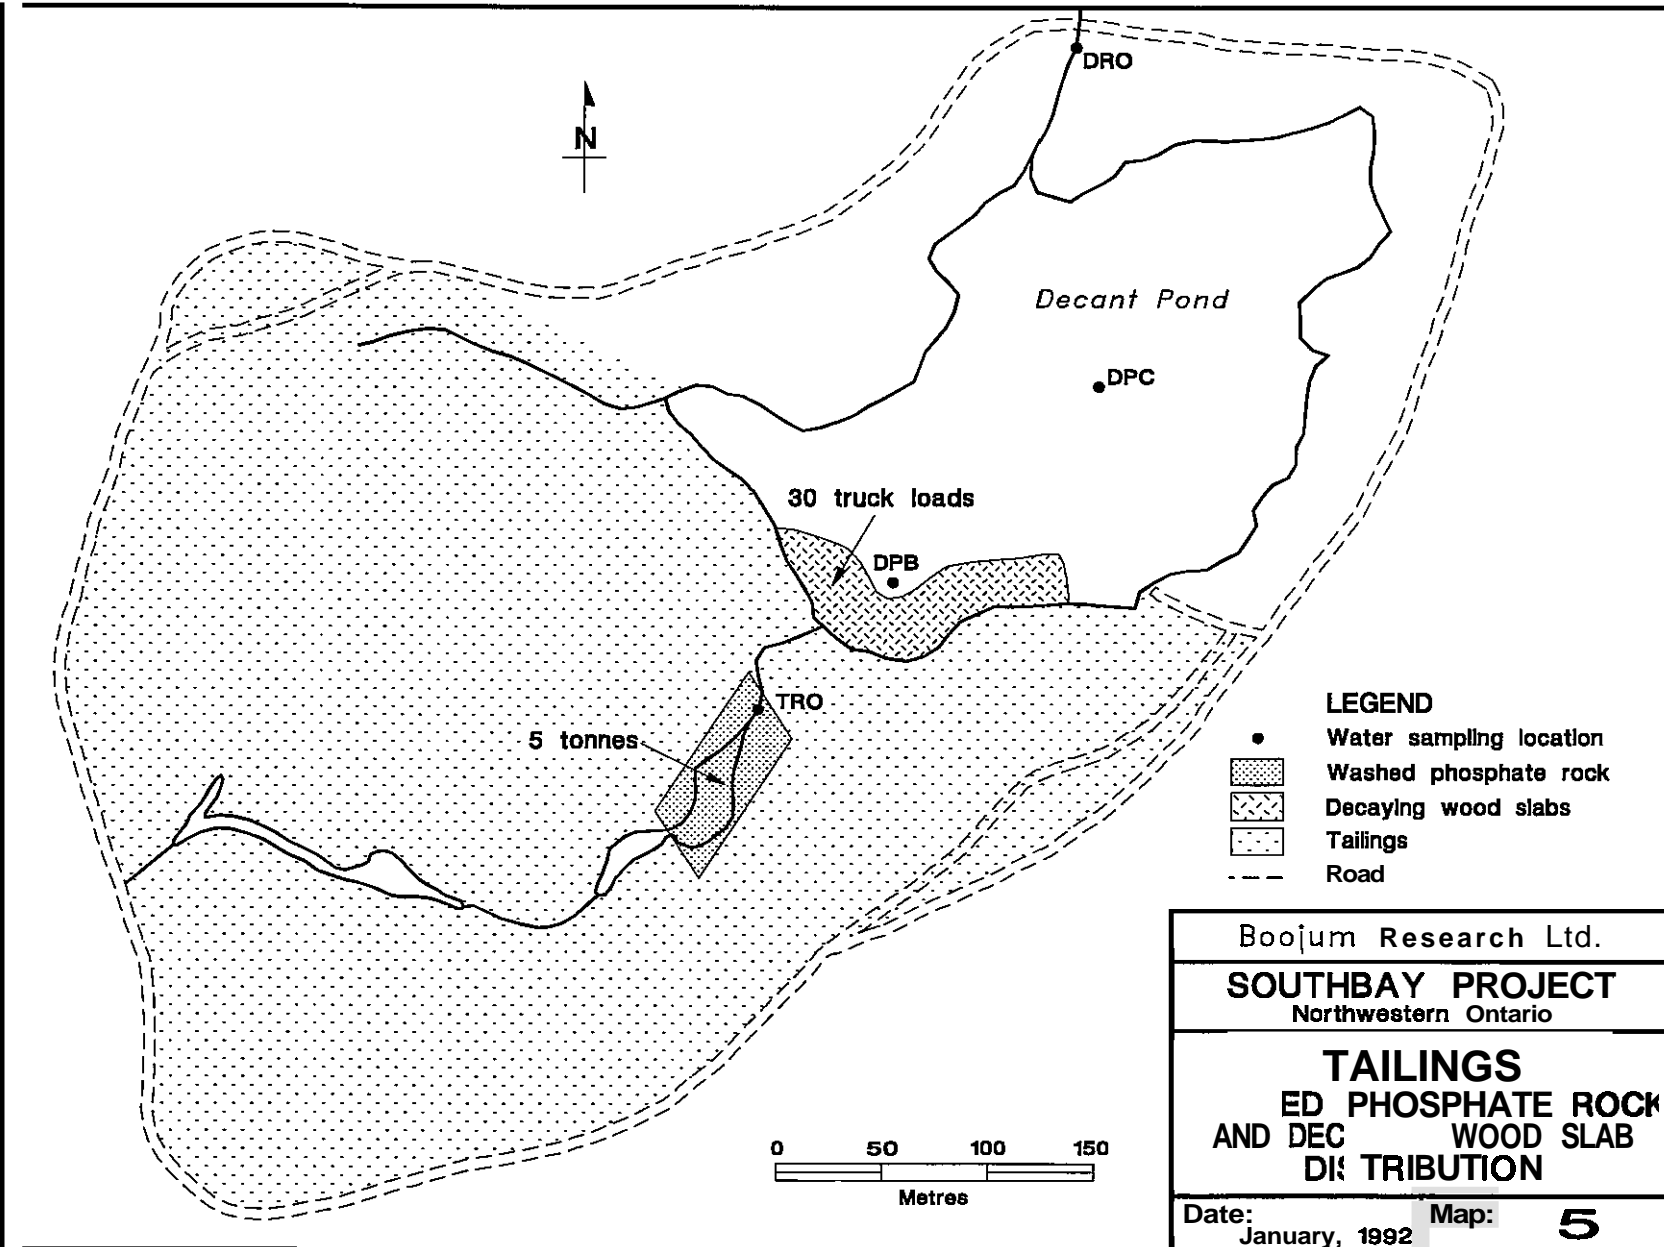 DRO
N
Decant Pond
DPC
30 truck loads
DPB
TRO
5 tonnes
LEGEND
Water sampling location
Washed phosphate rock
Decaying wood slabs
Tailings
Road
0 50 100 150
Metres
Boojum Research Ltd.
SOUTHBAY PROJECT
Northwestern Ontario
TAILINGS
ED PHOSPHATE ROCK
AND DEC WOOD SLAB
DIS TRIBUTION
Date: January, 1992
Map: 5